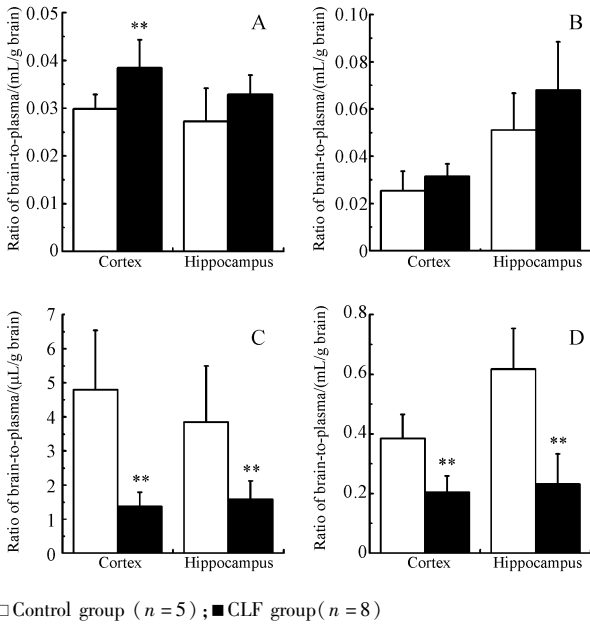 A
Ratio of brain-to-plasma/(mL/g brain)
0.05
0.04
0.03
0.02
0.01
0
**
Cortex
Hippocampus
B
Ratio of brain-to-plasma/(mL/g brain)
0.10
0.08
0.06
0.04
0.02
0
Cortex
Hippocampus
C
Ratio of brain-to-plasma/(μL/g brain)
7
6
5
4
3
2
1
0
**
**
Cortex
Hippocampus
D
Ratio of brain-to-plasma/(mL/g brain)
0.8
0.6
0.4
0.2
0
**
**
Cortex
Hippocampus
□Control group (n=5);■CLF group(n=8)